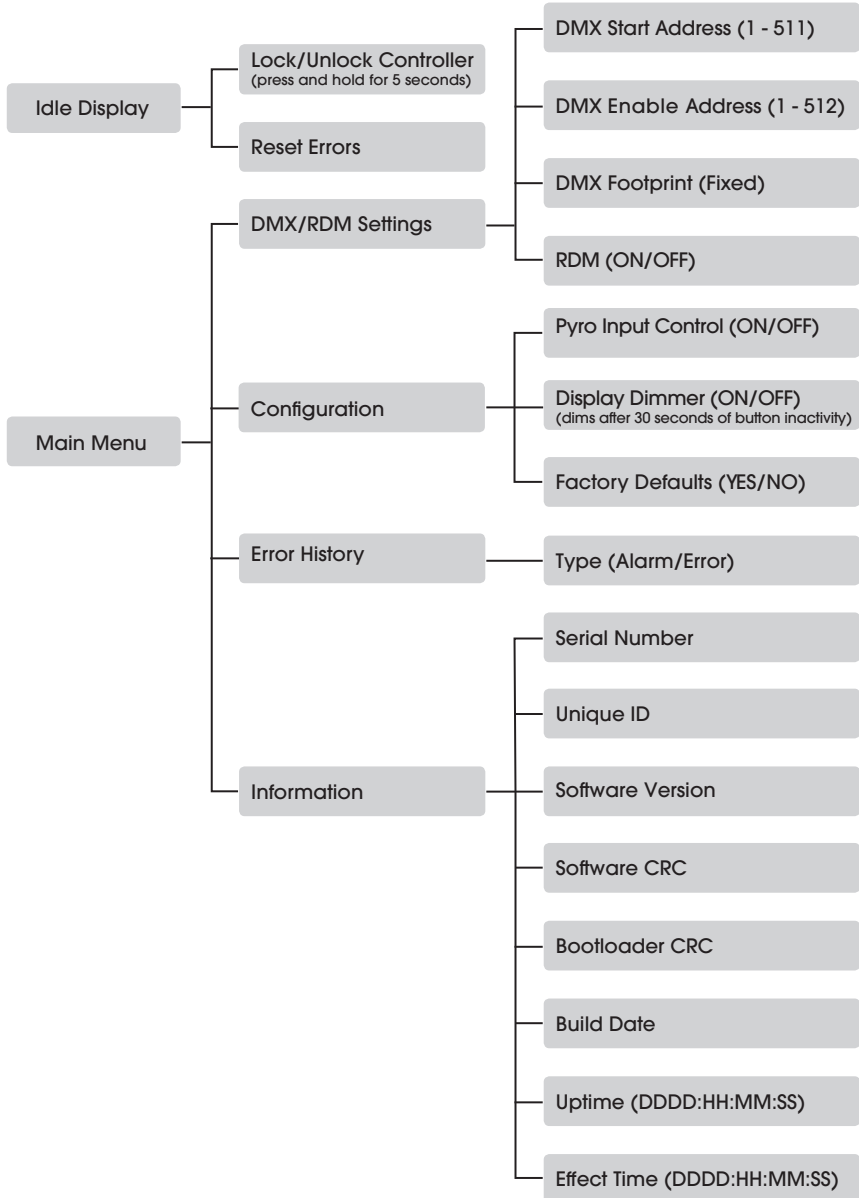 Idle Display
Lock/Unlock Controller
(press and hold for 5 seconds)
Reset Errors
Main Menu
DMX/RDM Settings
DMX Start Address (1 - 511)
DMX Enable Address (1 - 512)
DMX Footprint (Fixed)
RDM (ON/OFF)
Configuration
Pyro Input Control (ON/OFF)
Display Dimmer (ON/OFF)
(dims after 30 seconds of button inactivity)
Factory Defaults (YES/NO)
Error History
Type (Alarm/Error)
Information
Serial Number
Unique ID
Software Version
Software CRC
Bootloader CRC
Build Date
Uptime (DDDD:HH:MM:SS)
Effect Time (DDDD:HH:MM:SS)